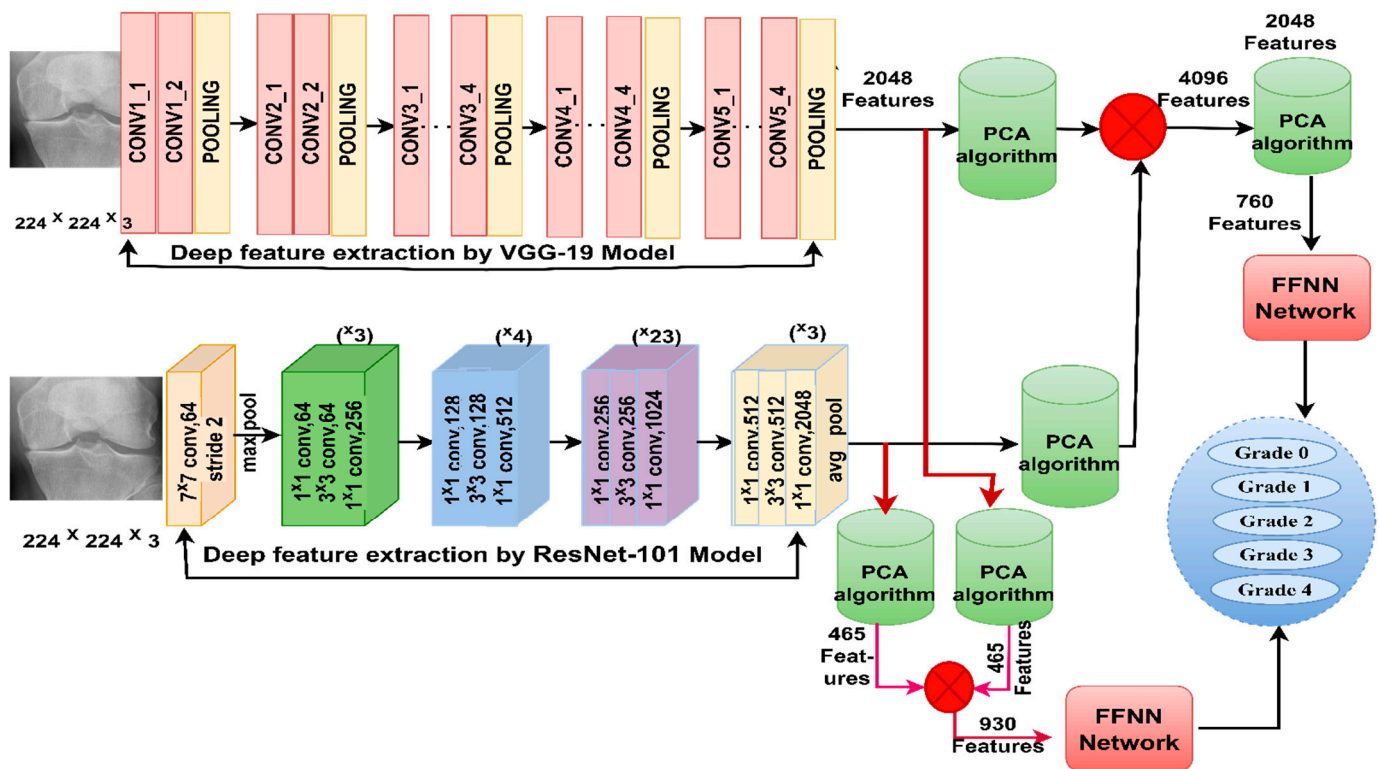 CONV1_1
CONV1_2
POOLING
CONV2_1
CONV2_2
POOLING
CONV3_1
CONV3_4
POOLING
CONV4_1
CONV4_4
POOLING
CONV5_1
CONV5_4
POOLING
224 x 224 x 3
Deep feature extraction by VGG-19 Model
2048
Features
PCA
algorithm
4096
Features
2048
Features
PCA
algorithm
760
Features
FFNN
Network
7x7 conv,64
stride 2
max pool
(x3)
1x1 conv,64
3x3 conv,64
1x1 conv,256
(x4)
1x1 conv,128
3x3 conv,128
1x1 conv,512
(x23)
1x1 conv,256
3x3 conv,256
1x1 conv,1024
(x3)
1x1 conv,512
3x3 conv,512
1x1 conv,2048
avg pool
224 x 224 x 3
Deep feature extraction by ResNet-101 Model
PCA
algorithm
Grade 0
Grade 1
Grade 2
Grade 3
Grade 4
PCA
algorithm
PCA
algorithm
465
Feat-
ures
465
Features
930
Features
FFNN
Network